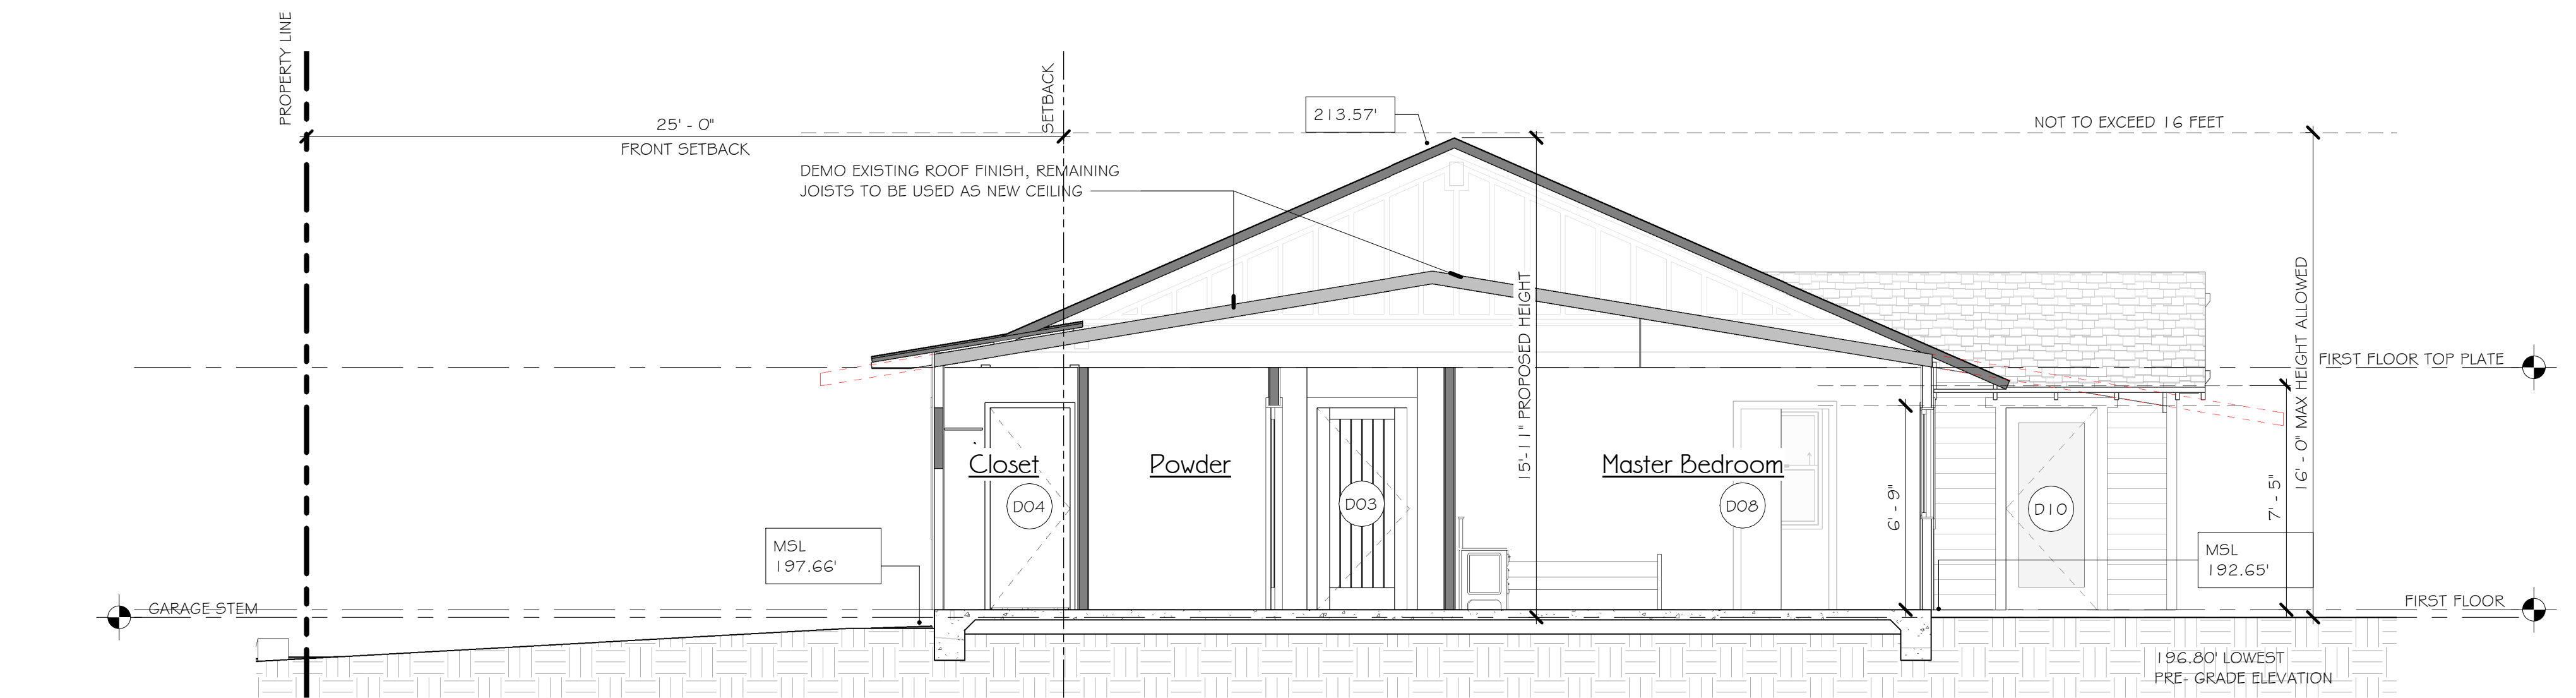 PROPERTY LINE
25' - 0"
FRONT SETBACK
SETBACK
213.57'
NOT TO EXCEED 16 FEET
DEMO EXISTING ROOF FINISH, REMAINING
JOISTS TO BE USED AS NEW CEILING
15'-11" PROPOSED HEIGHT
16' - 0" MAX HEIGHT ALLOWED
FIRST FLOOR TOP PLATE
Closet
D04
Powder
D03
Master Bedroom
D08
6' - 9"
D10
7' - 5"
MSL
197.66'
MSL
192.65'
GARAGE STEM
FIRST FLOOR
196.80' LOWEST
PRE- GRADE ELEVATION